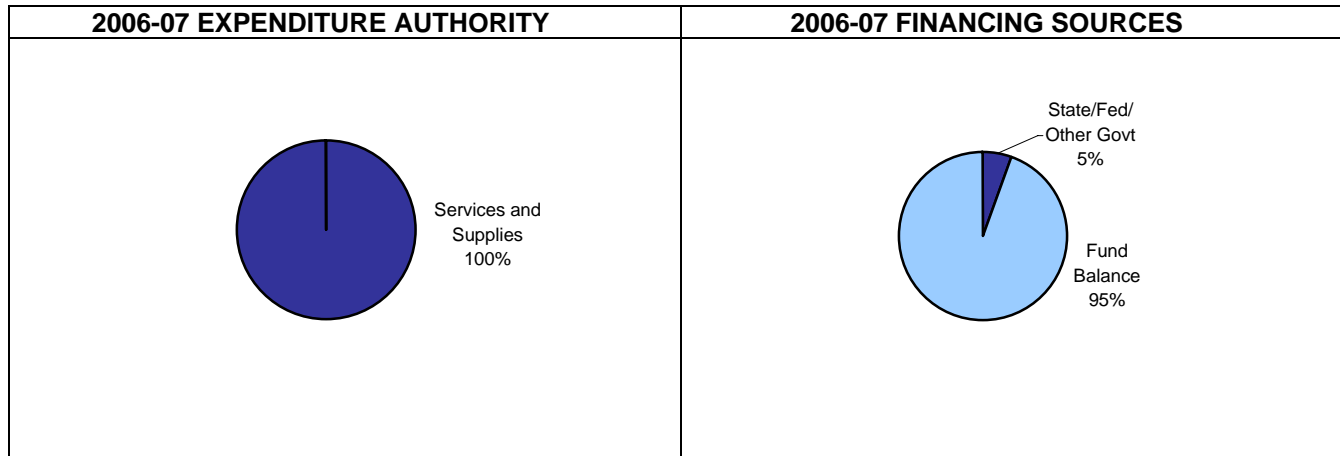 2006-07 EXPENDITURE AUTHORITY
2006-07 FINANCING SOURCES
Services and
Supplies
100%
State/Fed/
Other Govt
5%
Fund
Balance
95%